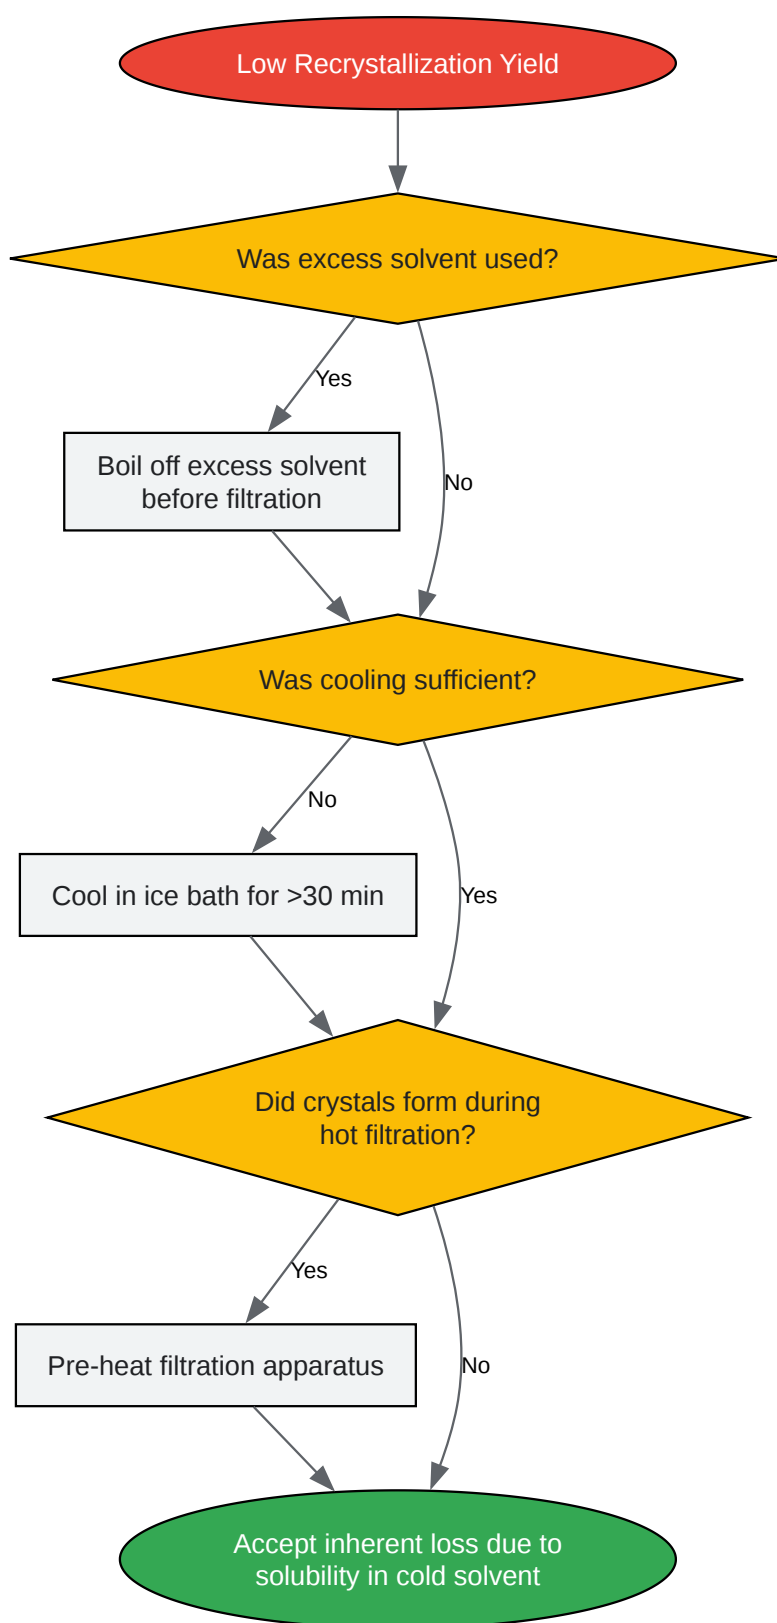 Low Recrystallization Yield
Was excess solvent used?
Yes
Boil off excess solvent
before filtration
No
Was cooling sufficient?
No
Cool in ice bath for >30 min
Yes
Did crystals form during
hot filtration?
Yes
Pre-heat filtration apparatus
No
Accept inherent loss due to
solubility in cold solvent